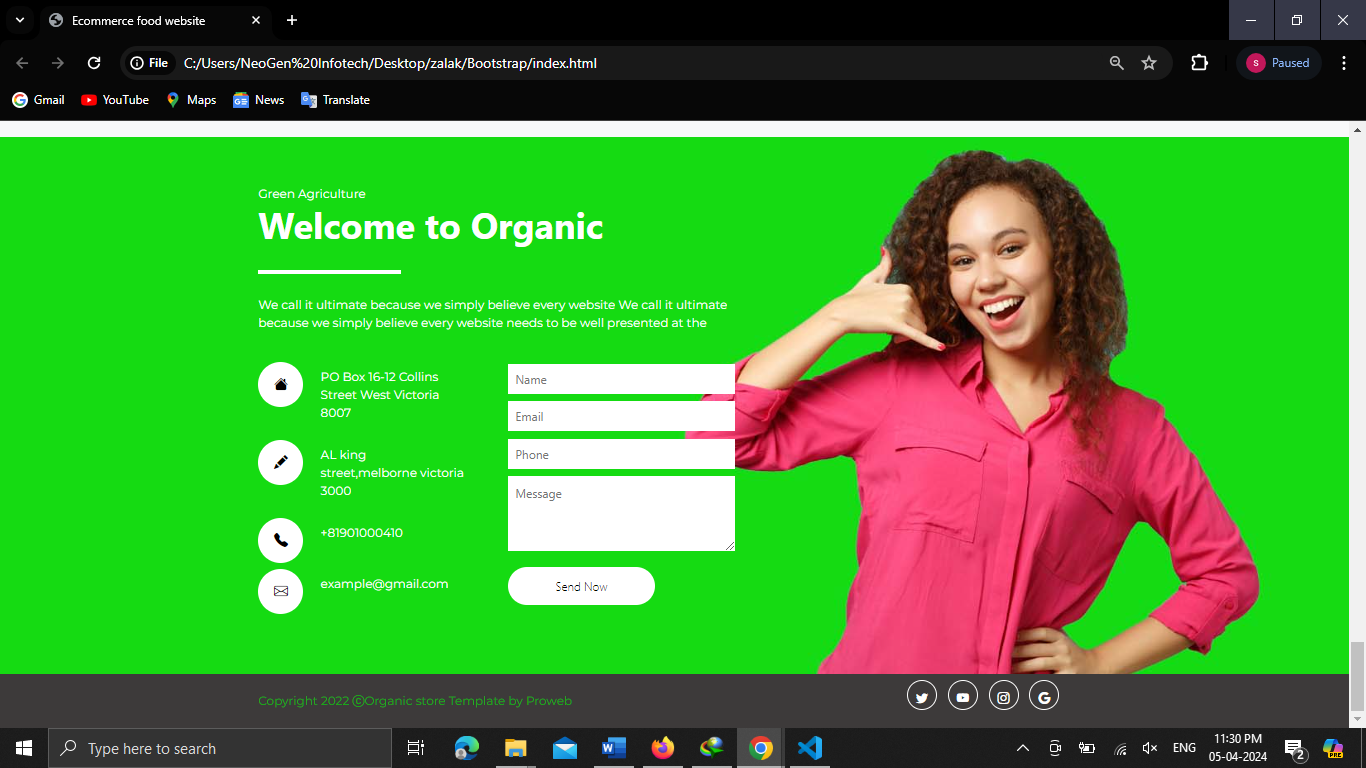 Ecommerce food website
File
C:/Users/NeoGen%20Infotech/Desktop/zalak/Bootstrap/index.html
S
Paused
Gmail
YouTube
Maps
News
Translate
Green Agriculture
Welcome to Organic
We call it ultimate because we simply believe every website We call it ultimate
because we simply believe every website needs to be well presented at the
PO Box 16-12 Collins
Street West Victoria
8007
AL king
street,melborne victoria
3000
+81901000410
example@gmail.com
Name
Email
Phone
Message
Send Now
Copyright 2022 ©Organic store Template by Proweb
Type here to search
ENG
11:30 PM
05-04-2024
2
PRE